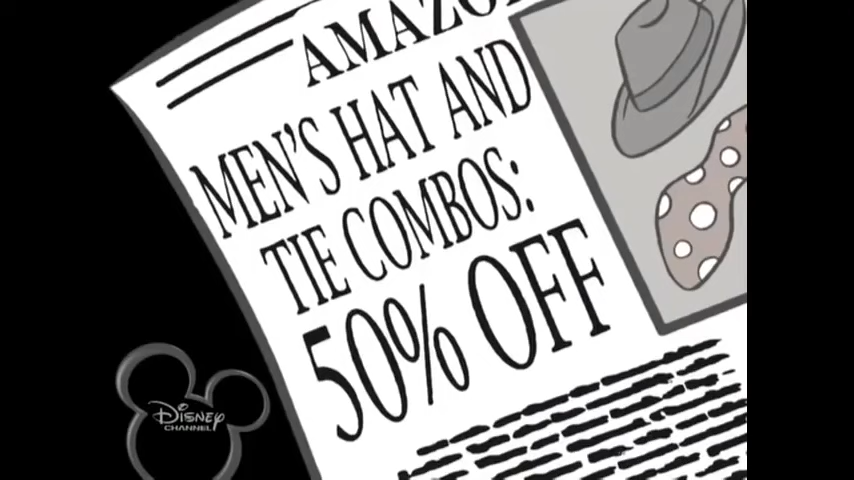 MEN'S HAT AND
TIE COMBOS:
50% OFF
DISNEY
CHANNEL